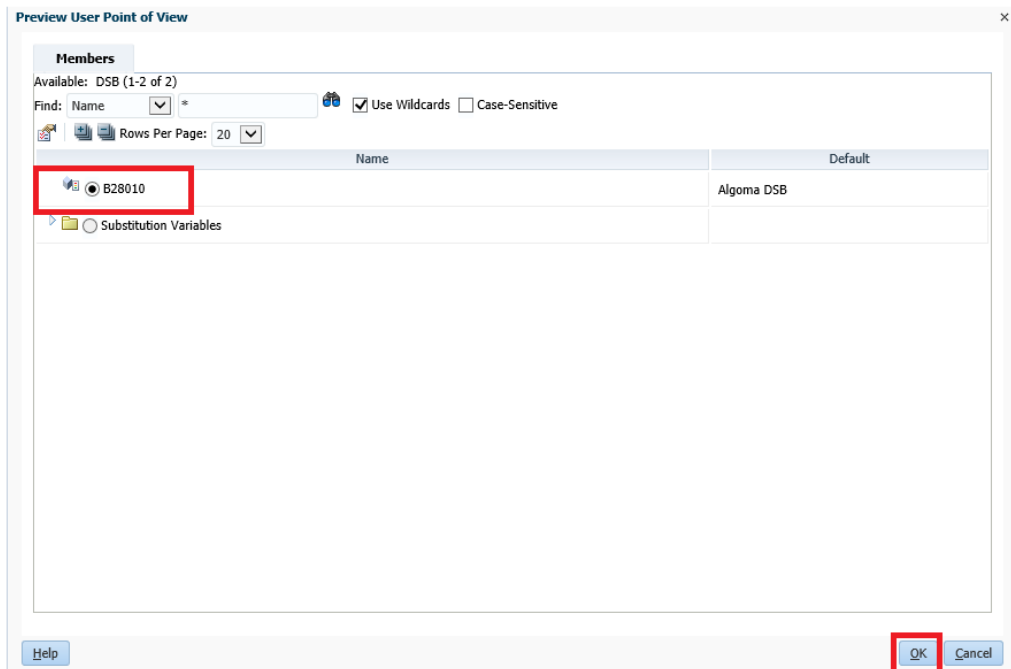 Preview User Point of View
Members
Available: DSB (1-2 of 2)
Find: Name * Use Wildcards Case-Sensitive
Rows Per Page: 20
Name Default
B28010 Algoma DSB
Substitution Variables
Help OK Cancel